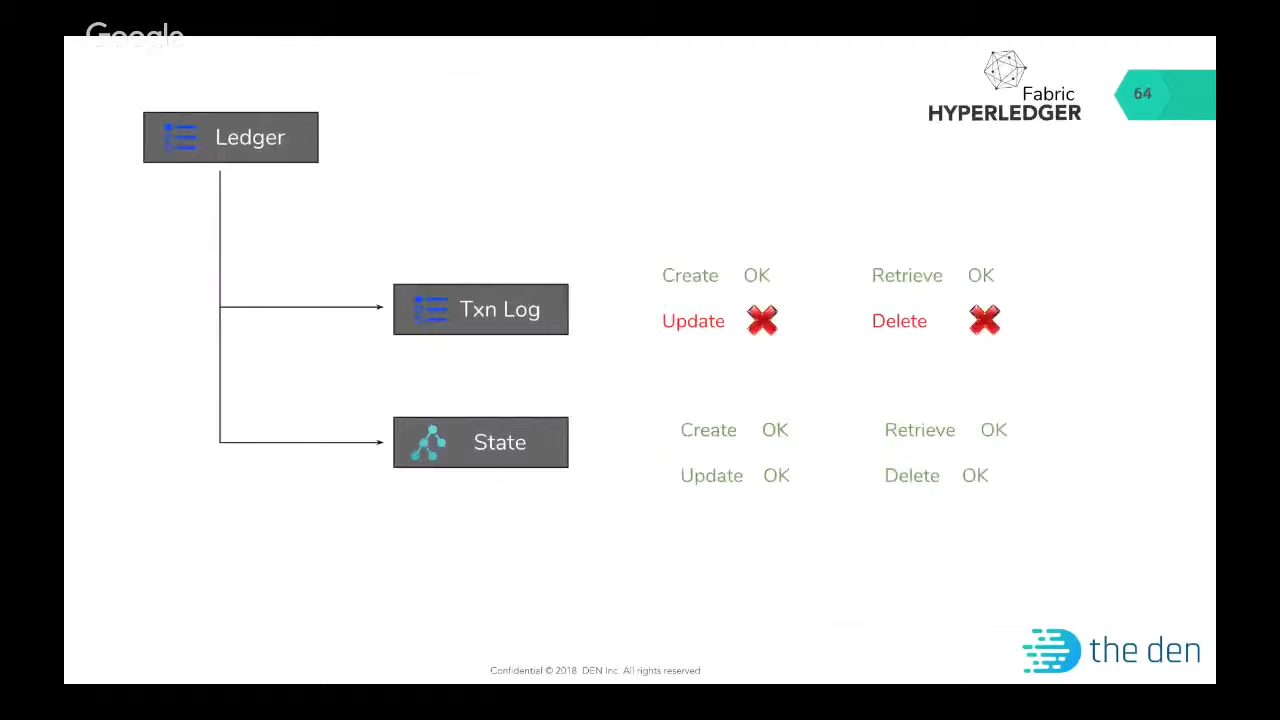 Google
Fabric
HYPERLEDGER
64
Ledger
Txn Log
Create OK Retrieve OK
Update Delete
State
Create OK Retrieve OK
Update OK Delete OK
the den
Confidential © 2018 DEN Inc. All rights reserved